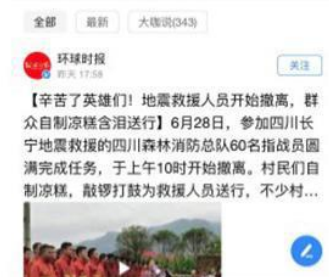 全部 最新 大咖说(343)
环球时报
昨天 17:58
关注
【辛苦了英雄们！地震救援人员开始撤离，群
众自制凉糕含泪送行】6月28日，参加四川长
宁地震救援的四川森林消防总队60名指战员圆
满完成任务，于上午10时开始撤离。村民们自
制凉糕，敲锣打鼓为救援人员送行，不少村…